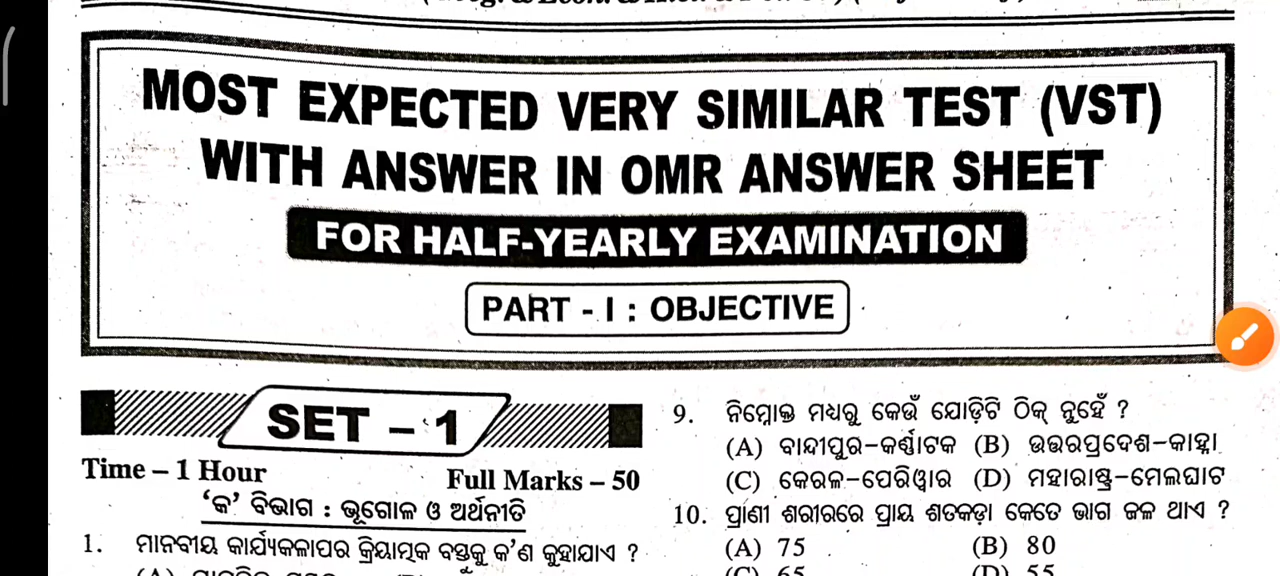 MOST EXPECTED VERY SIMILAR TEST (VST)
WITH ANSWER IN OMR ANSWER SHEET
FOR HALF-YEARLY EXAMINATION
PART - I : OBJECTIVE
SET - 1
Time – 1 Hour Full Marks – 50
‘କ’ ବିଭାଗ : ଭୂଗୋଳ ଓ ଅର୍ଥନୀତି
1. ମାନବୀୟ କାର୍ଯ୍ୟକଳାପର କ୍ରିୟାତ୍ମକ ବସ୍ତୁକୁ କ'ଣ କୁହାଯାଏ ?
9. ନିମ୍ନୋକ୍ତ ମଧ୍ୟରୁ କେଉଁ ଯୋଡ଼ିଟି ଠିକ୍ ନୁହେଁ ?
(A) ବାନ୍ଦୀପୁର–କର୍ଣ୍ଣାଟକ (B) ଉତ୍ତରପ୍ରଦେଶ–କାହ୍ନା
(C) କେରଳ–ପେରିୱାର (D) ମହାରାଷ୍ଟ୍ର–ମେଲଘାଟ
10. ପ୍ରାଣୀ ଶରୀରରେ ପ୍ରାୟ ଶତକଡ଼ା କେତେ ଭାଗ ଜଳ ଥାଏ ?
(A) 75 (B) 80
(C) 65 (D) 55